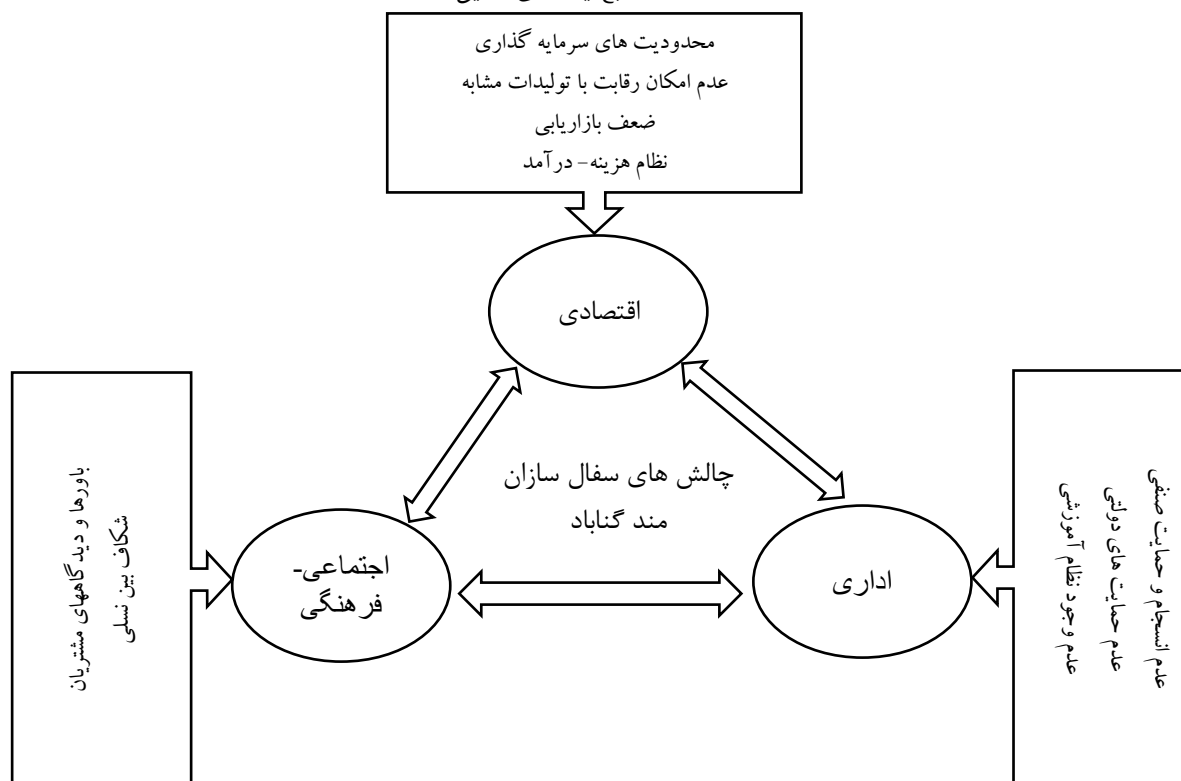 محدودیت های سرمایه گذاری
عدم امکان رقابت با تولیدات مشابه
ضعف بازاریابی
نظام هزینه- درآمد
اقتصادی
چالش های سفال سازان
مند گناباد
عدم انسجام و حمایت صنفی
عدم حمایت های دولتی
عدم وجود نظام آموزشی
اداری
اجتماعی-
فرهنگی
باورها و دیدگاههای مشتریان
شکاف بین نسلی